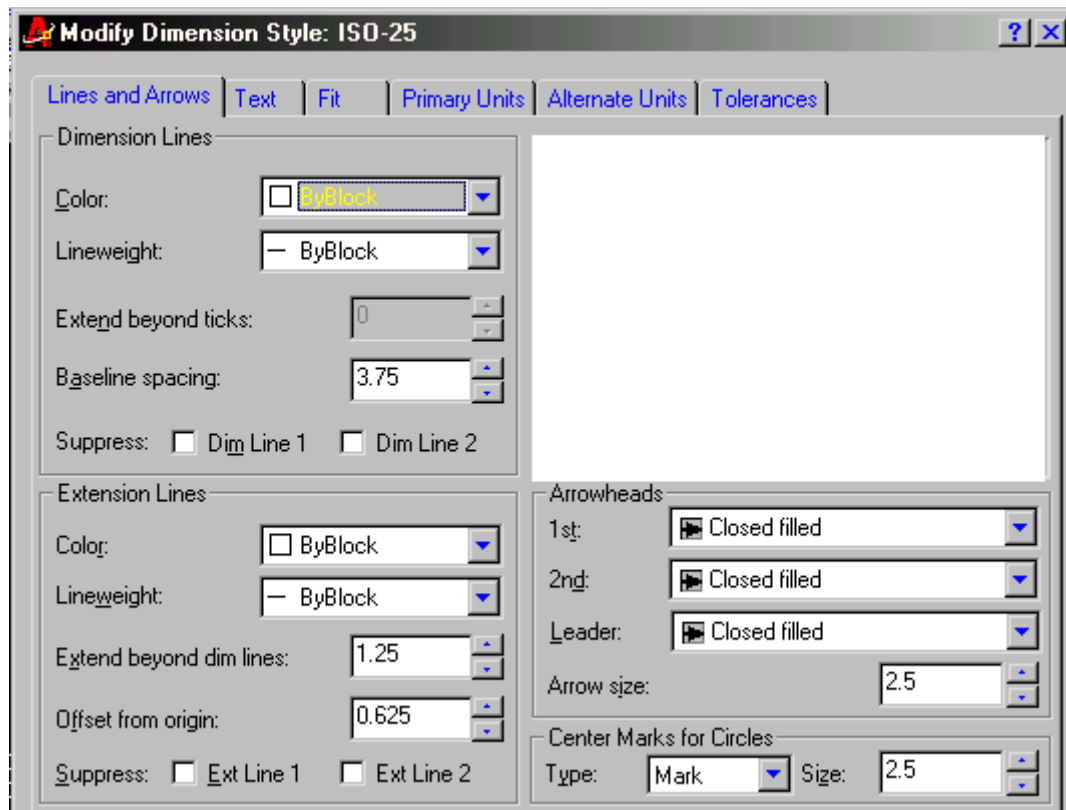 Modify Dimension Style: ISO-25
?
Lines and Arrows Text Fit Primary Units Alternate Units Tolerances
Dimension Lines
Color: ByBlock
Lineweight: ByBlock
Extend beyond ticks: 0
Baseline spacing: 3.75
Suppress: Dim Line 1 Dim Line 2
Extension Lines
Color: ByBlock
Lineweight: ByBlock
Extend beyond dim lines: 1.25
Offset from origin: 0.625
Suppress: Ext Line 1 Ext Line 2
Arrowheads
1st: Closed filled
2nd: Closed filled
Leader: Closed filled
Arrow size: 2.5
Center Marks for Circles
Type: Mark Size: 2.5